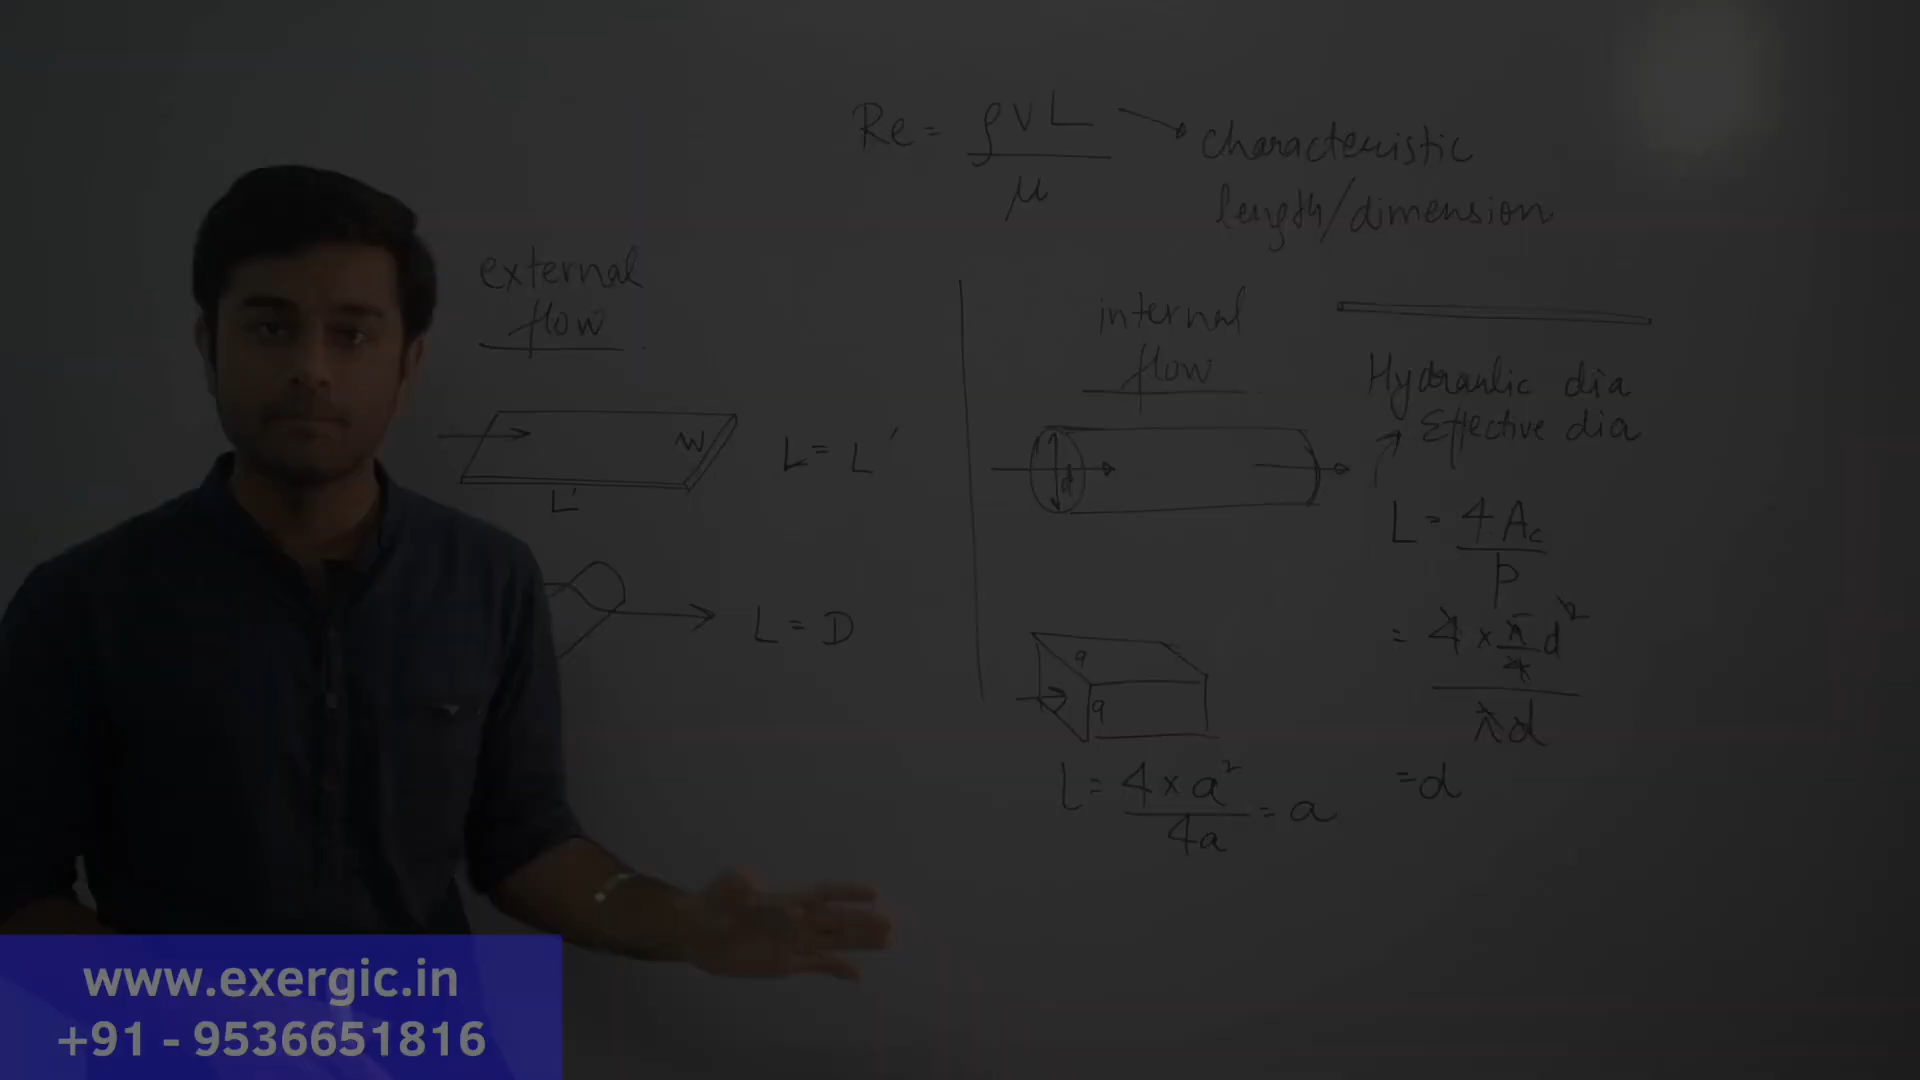 Re = ρVL / μ
characteristic
length/dimension
external
flow
W
L'
L = L'
L = D
internal
flow
d
Hydraulic dia
Effective dia
L = 4Ac / P
= 4 × π/4 d² / πd
= d
a
a
L = 4 × a² / 4a = a
www.exergic.in
+91 - 9536651816